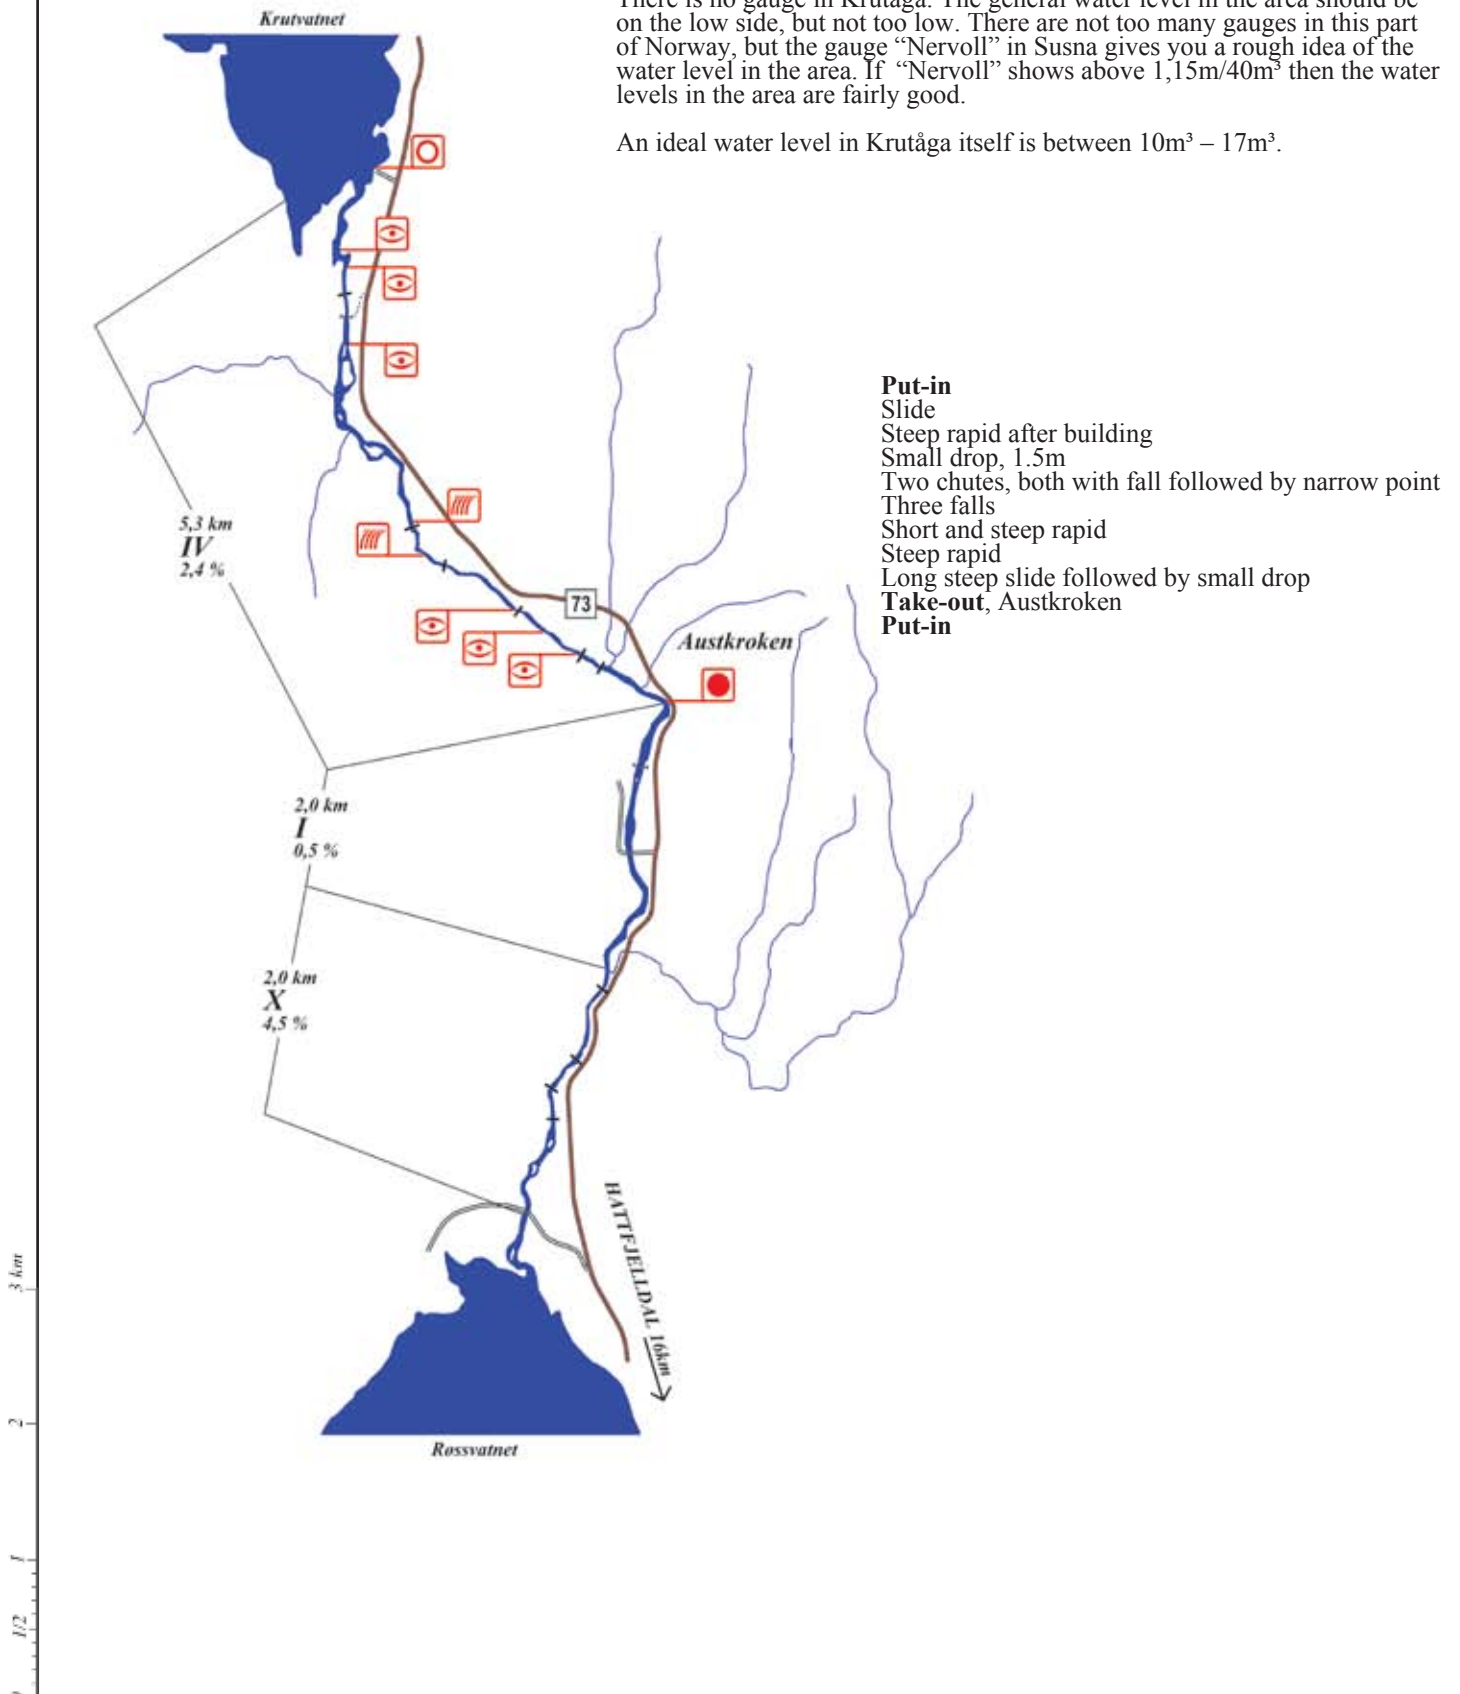 There is no gauge in Krutåga. The general water level in the area should be
on the low side, but not too low. There are not too many gauges in this part
of Norway, but the gauge “Nervoll” in Susna gives you a rough idea of the
water level in the area. If “Nervoll” shows above 1,15m/40m³ then the water
levels in the area are fairly good.
An ideal water level in Krutåga itself is between 10m³ – 17m³.
Krutvatnet
Put-in
Slide
Steep rapid after building
Small drop, 1.5m
Two chutes, both with fall followed by narrow point
Three falls
Short and steep rapid
Steep rapid
Long steep slide followed by small drop
Take-out, Austkroken
Put-in
5,3 km
IV
2,4 %
73
Austkroken
2,0 km
I
0,5 %
2,0 km
X
4,5 %
HATTFJELLDAL 16km
Røssvatnet
3 km
2
1
1/2